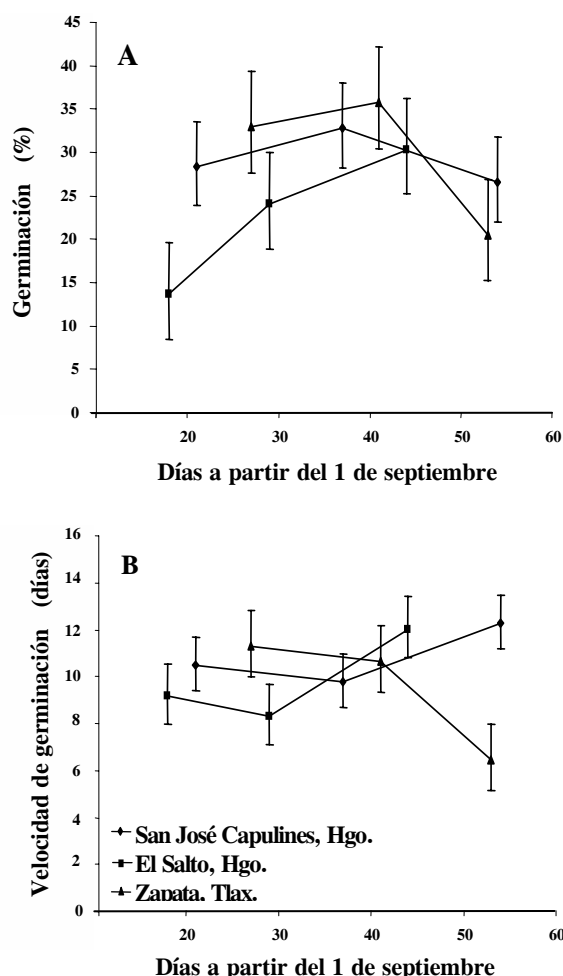 45
A
40
35
30
25
20
15
10
5
0
Germinación (%)
20 30 40 50 60
Días a partir del 1 de septiembre
16
B
14
12
10
8
6
4
2
0
Velocidad de germinación (días)
San José Capulines, Hgo.
El Salto, Hgo.
Zapata, Tlax.
20 30 40 50 60
Días a partir del 1 de septiembre